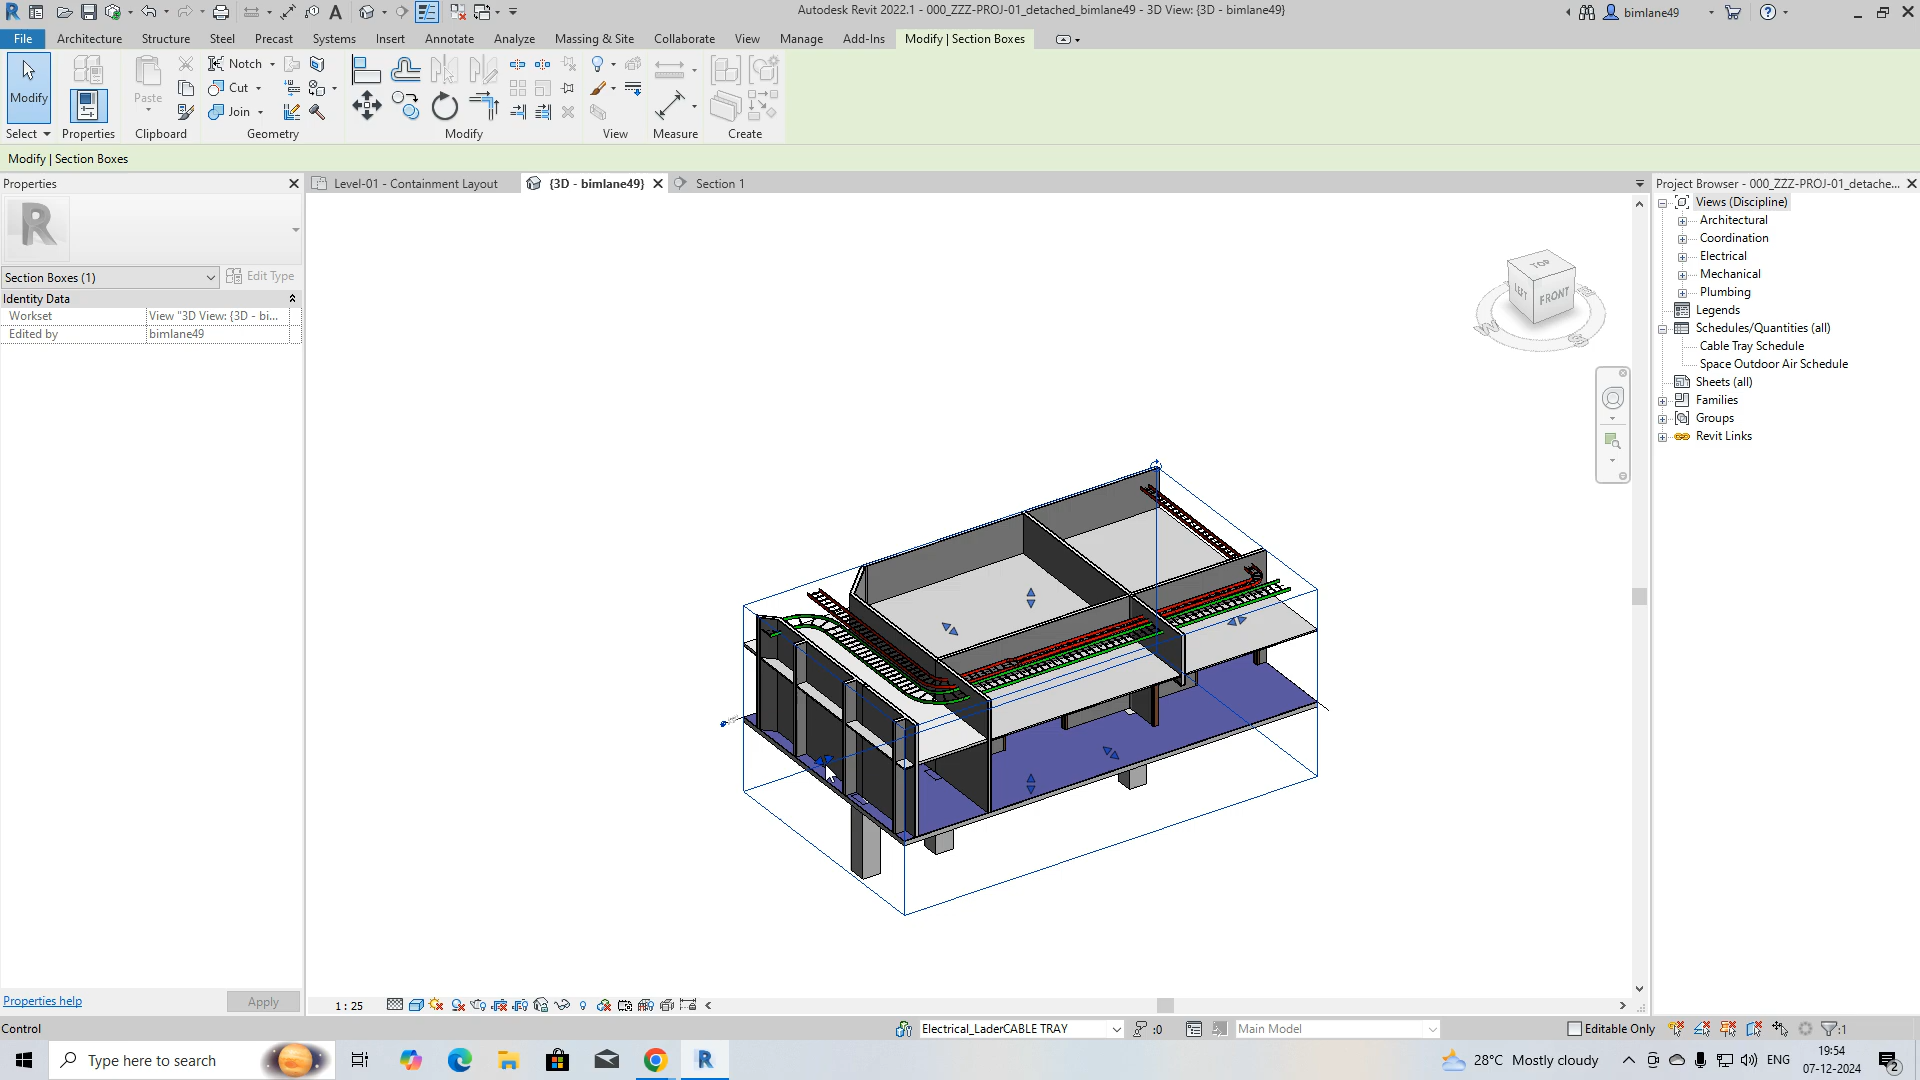 Autodesk Revit 2022.1 - 000_ZZZ-PROJ-01_detached_bimlane49 - 3D View: {3D - bimlane49}
bimlane49
File Architecture Structure Steel Precast Systems Insert Annotate Analyze Massing & Site Collaborate View Manage Add-Ins Modify | Section Boxes
Modify
Paste
Notch
Cut
Join
Select Properties Clipboard Geometry Modify View Measure Create
Modify | Section Boxes
Properties
Level-01 - Containment Layout
{3D - bimlane49}
Section 1
Project Browser - 000_ZZZ-PROJ-01_detache...
R
Section Boxes (1)
Edit Type
Identity Data
Workset View "3D View: {3D - bi...
Edited by bimlane49
Views (Discipline)
Architectural
Coordination
Electrical
Mechanical
Plumbing
Legends
Schedules/Quantities (all)
Cable Tray Schedule
Space Outdoor Air Schedule
Sheets (all)
Families
Groups
Revit Links
TOP
LEFT
FRONT
W
S
E
Properties help
Apply
1 : 25
Control
Electrical_LaderCABLE TRAY
:0
Main Model
Editable Only
:1
Type here to search
28°C Mostly cloudy
ENG
19:54
07-12-2024
2